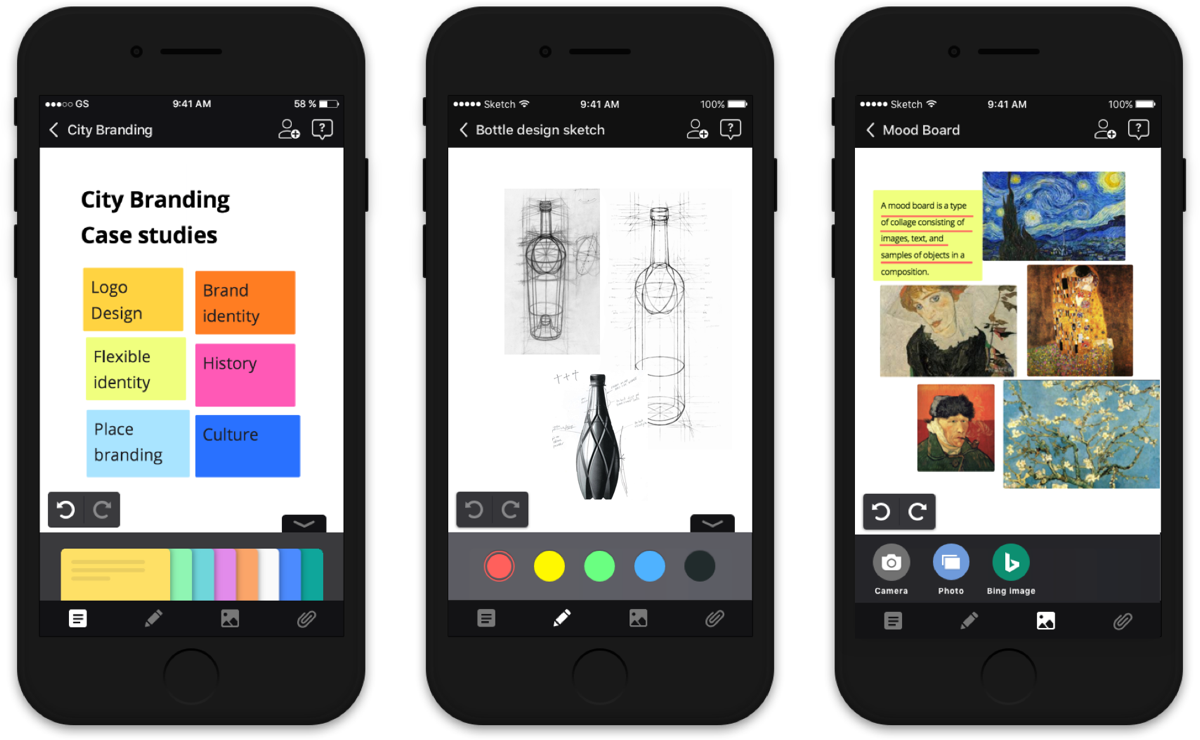 GS
9:41 AM
58 %
City Branding
?
City Branding
Case studies
Logo
Design
Brand
identity
Flexible
identity
History
Place
branding
Culture
Sketch
9:41 AM
100%
Bottle design sketch
?
Sketch
9:41 AM
100%
Mood Board
?
A mood board is a type
of collage consisting of
images, text, and
samples of objects in a
composition.
Camera
Photo
Bing image